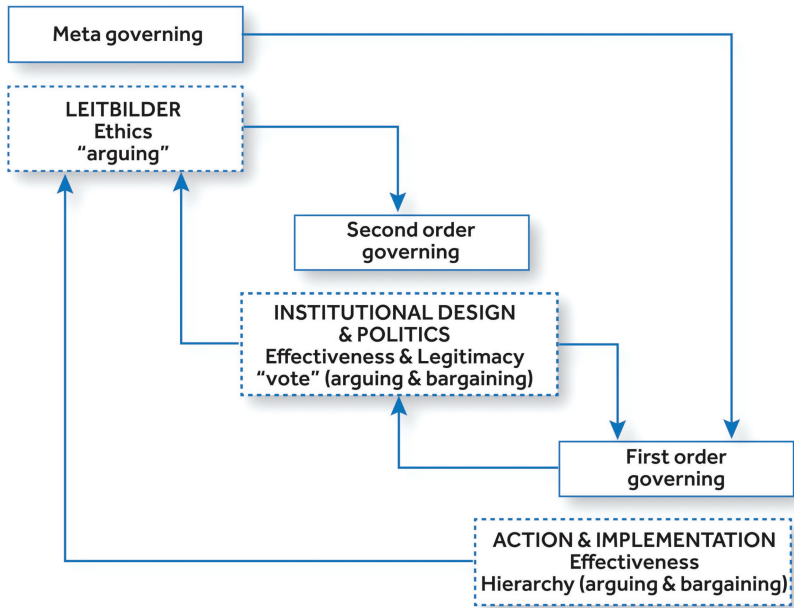 Meta governing
LEITBILDER
Ethics
“arguing”
Second order
governing
INSTITUTIONAL DESIGN
& POLITICS
Effectiveness & Legitimacy
“vote” (arguing & bargaining)
First order
governing
ACTION & IMPLEMENTATION
Effectiveness
Hierarchy (arguing & bargaining)